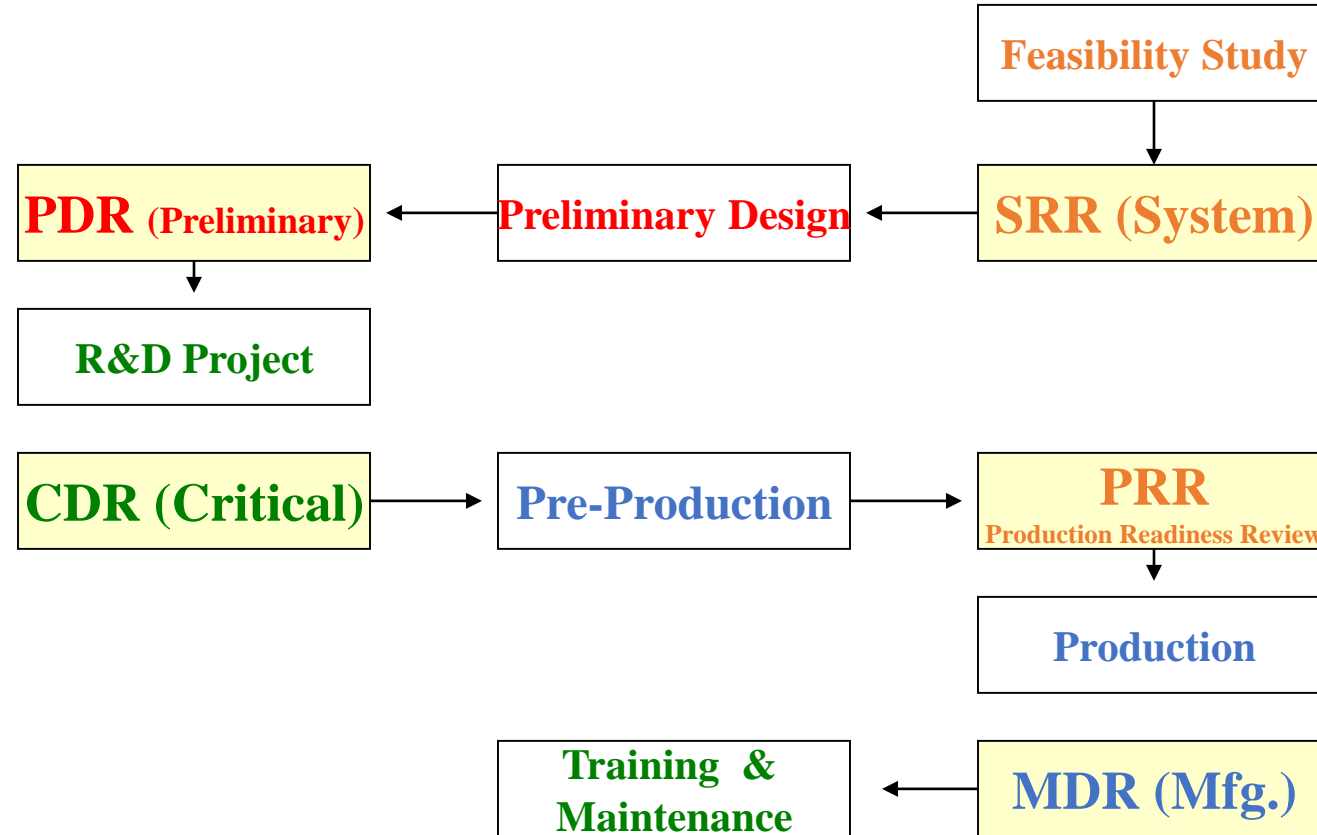 Feasibility Study
PDR (Preliminary)
Preliminary Design
SRR (System)
R&D Project
CDR (Critical)
Pre-Production
PRR
Production Readiness Review
Production
Training &
Maintenance
MDR (Mfg.)